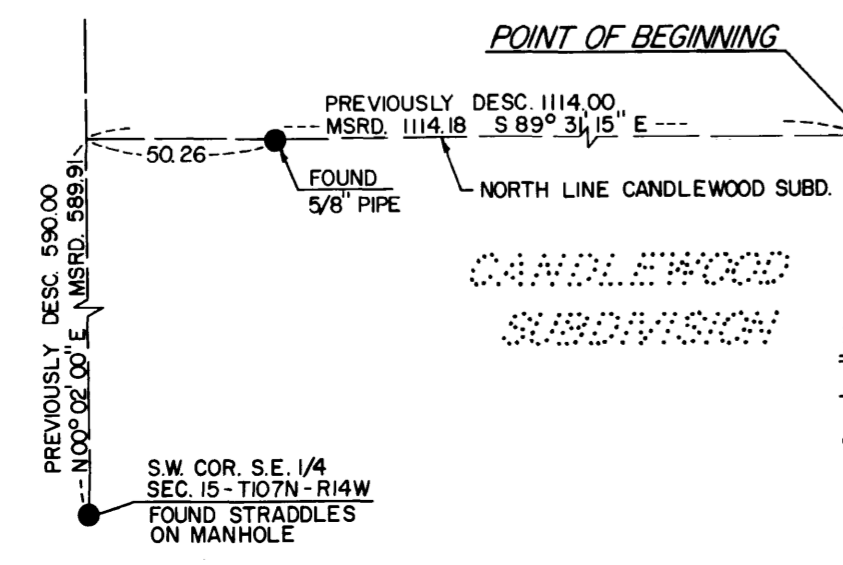 POINT OF BEGINNING
PREVIOUSLY DESC. 1114.00
MSRD. 1114.18 S 89° 31' 15" E
50.26
FOUND
5/8" PIPE
NORTH LINE CANDLEWOOD SUBD.
PREVIOUSLY DESC. 590.00
N 00° 02' 00" E MSRD. 589.91
CANDLEWOOD
SUBDIVISION
S.W. COR. S.E. 1/4
SEC. 15-T107N-R14W
FOUND STRADDLES
ON MANHOLE